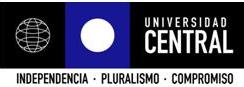 UNIVERSIDAD
CENTRAL
INDEPENDENCIA · PLURALISMO · COMPROMISO